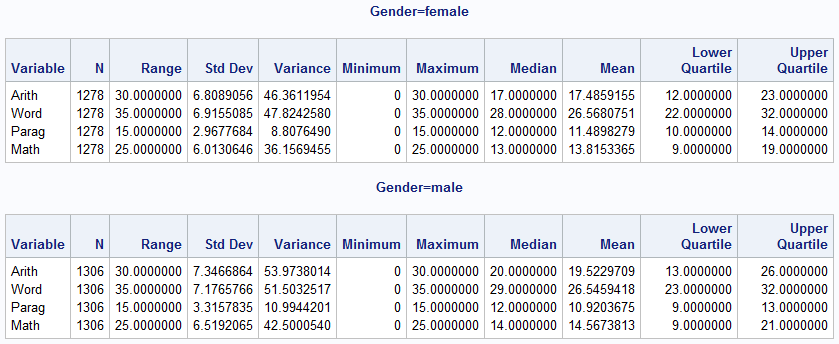 Gender=female
Variable N Range Std Dev Variance Minimum Maximum Median Mean Lower Quartile Upper Quartile
Arith 1278 30.0000000 6.8089056 46.3611954 0 30.0000000 17.0000000 17.4859155 12.0000000 23.0000000
Word 1278 35.0000000 6.9155085 47.8242580 0 35.0000000 28.0000000 26.5680751 22.0000000 32.0000000
Parag 1278 15.0000000 2.9677684 8.8076490 0 15.0000000 12.0000000 11.4898279 10.0000000 14.0000000
Math 1278 25.0000000 6.0130646 36.1569455 0 25.0000000 13.0000000 13.8153365 9.0000000 19.0000000
Gender=male
Variable N Range Std Dev Variance Minimum Maximum Median Mean Lower Quartile Upper Quartile
Arith 1306 30.0000000 7.3466864 53.9738014 0 30.0000000 20.0000000 19.5229709 13.0000000 26.0000000
Word 1306 35.0000000 7.1765766 51.5032517 0 35.0000000 29.0000000 26.5459418 23.0000000 32.0000000
Parag 1306 15.0000000 3.3157835 10.9944201 0 15.0000000 12.0000000 10.9203675 9.0000000 13.0000000
Math 1306 25.0000000 6.5192065 42.5000540 0 25.0000000 14.0000000 14.5673813 9.0000000 21.0000000